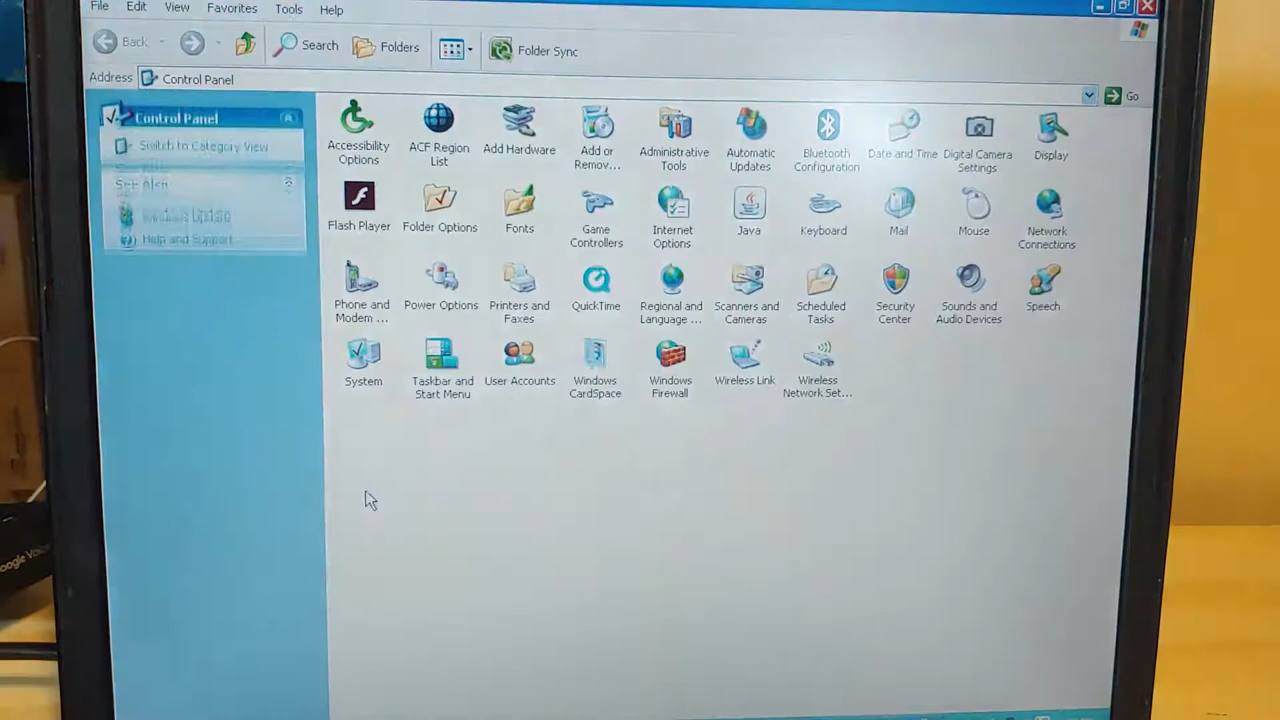 File Edit View Favorites Tools Help
Back Search Folders Folder Sync
Address Control Panel Go
Control Panel
Switch to Category View
See Also
Windows Update
Help and Support
Accessibility Options
ACF Region List
Add Hardware
Add or Remov...
Administrative Tools
Automatic Updates
Bluetooth Configuration
Date and Time
Digital Camera Settings
Display
Flash Player
Folder Options
Fonts
Game Controllers
Internet Options
Java
Keyboard
Mail
Mouse
Network Connections
Phone and Modem ...
Power Options
Printers and Faxes
QuickTime
Regional and Language ...
Scanners and Cameras
Scheduled Tasks
Security Center
Sounds and Audio Devices
Speech
System
Taskbar and Start Menu
User Accounts
Windows CardSpace
Windows Firewall
Wireless Link
Wireless Network Set...